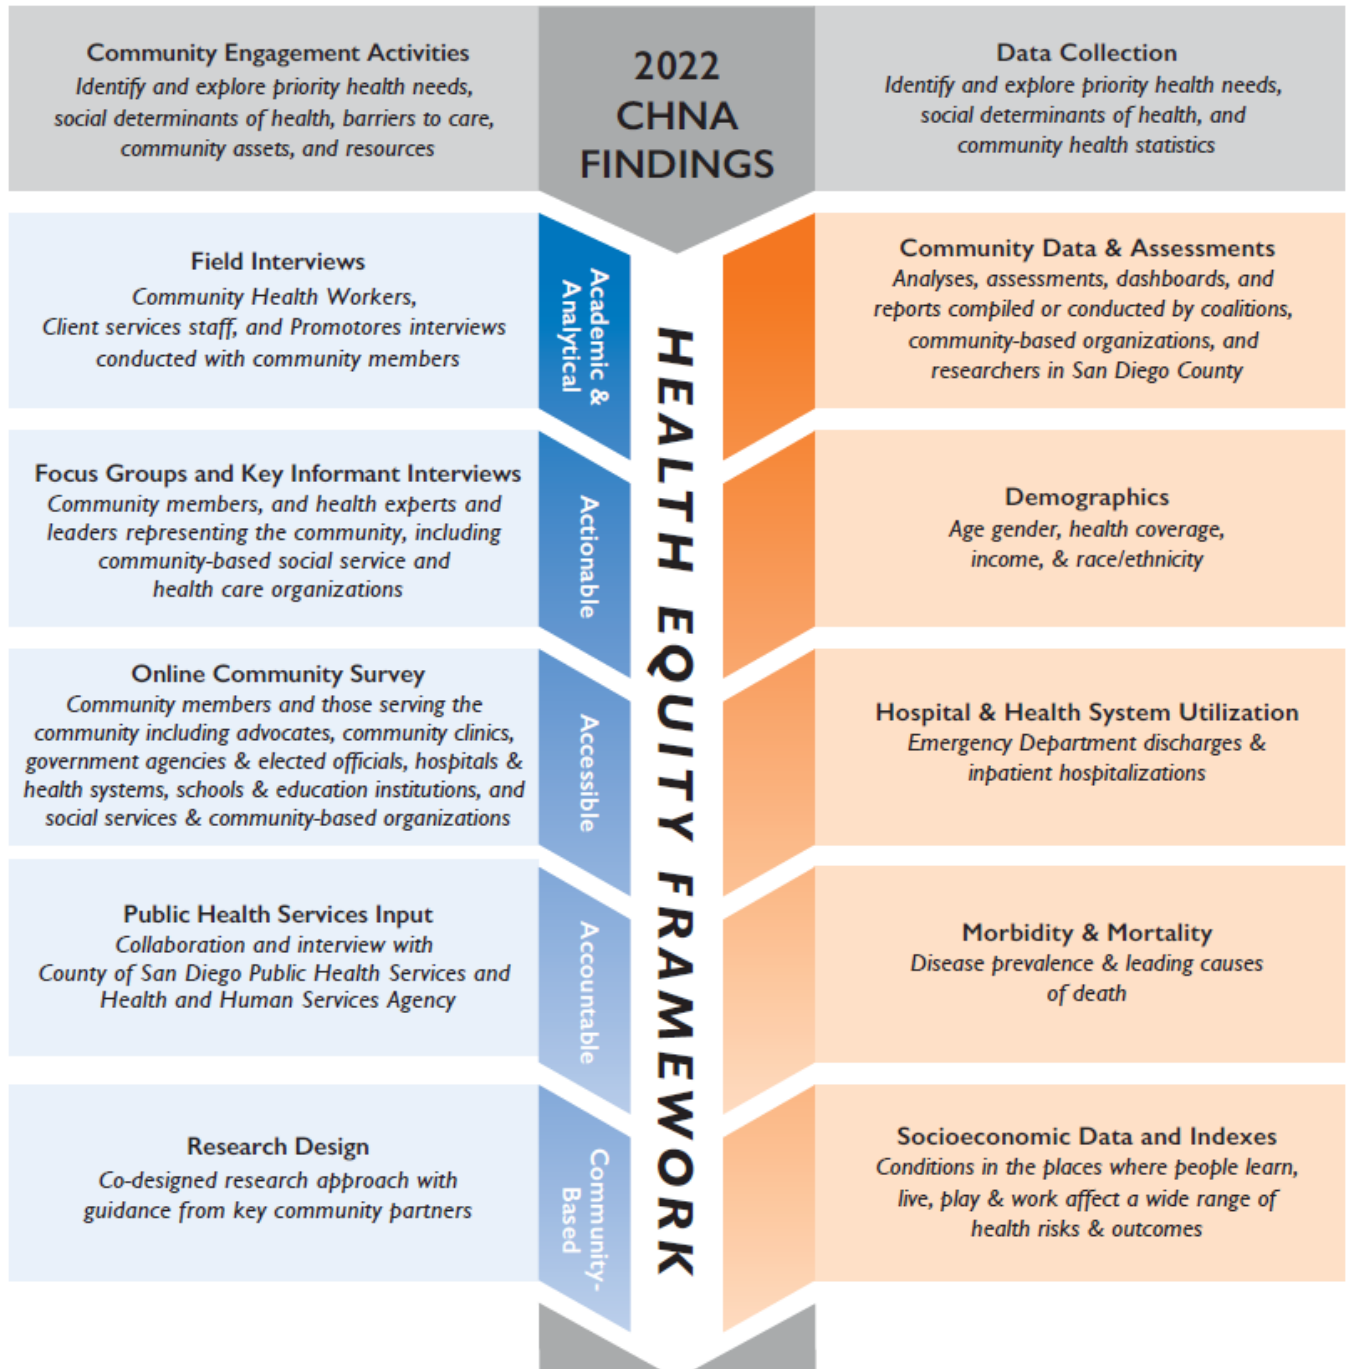 Community Engagement Activities
Identify and explore priority health needs,
social determinants of health, barriers to care,
community assets, and resources
2022
CHNA
FINDINGS
Data Collection
Identify and explore priority health needs,
social determinants of health, and
community health statistics
Field Interviews
Community Health Workers,
Client services staff, and Promotores interviews
conducted with community members
Academic &
Analytical
Community Data & Assessments
Analyses, assessments, dashboards, and
reports compiled or conducted by coalitions,
community-based organizations, and
researchers in San Diego County
Focus Groups and Key Informant Interviews
Community members, and health experts and
leaders representing the community, including
community-based social service and
health care organizations
Actionable
Demographics
Age gender, health coverage,
income, & race/ethnicity
Online Community Survey
Community members and those serving the
community including advocates, community clinics,
government agencies & elected officials, hospitals &
health systems, schools & education institutions, and
social services & community-based organizations
Accessible
Hospital & Health System Utilization
Emergency Department discharges &
inpatient hospitalizations
Public Health Services Input
Collaboration and interview with
County of San Diego Public Health Services and
Health and Human Services Agency
Accountable
Morbidity & Mortality
Disease prevalence & leading causes
of death
Research Design
Co-designed research approach with
guidance from key community partners
Community-
Based
Socioeconomic Data and Indexes
Conditions in the places where people learn,
live, play & work affect a wide range of
health risks & outcomes
HEALTH EQUITY FRAMEWORK